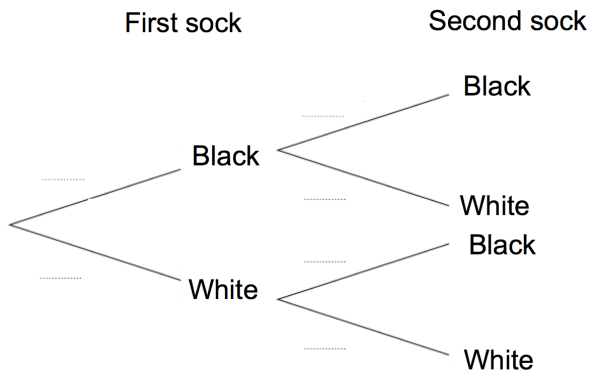 First sock
Second sock
Black
Black
White
Black
White
White